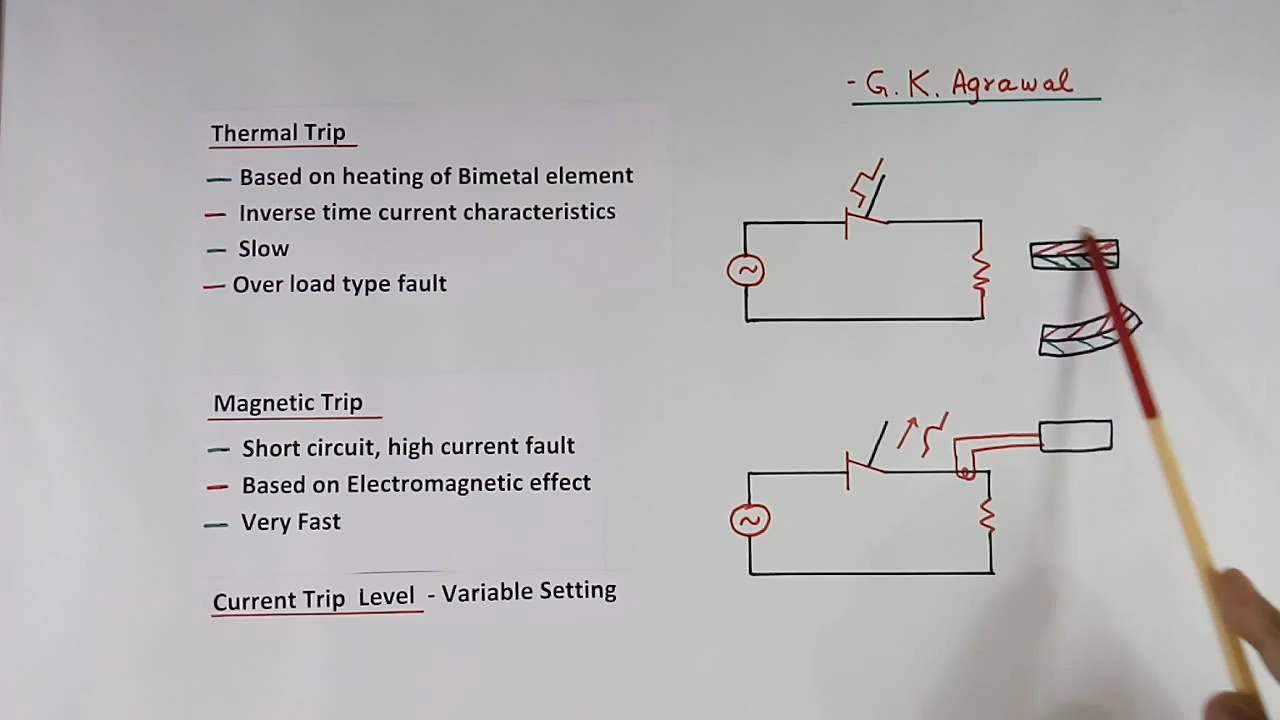 - G. K. Agrawal
Thermal Trip
— Based on heating of Bimetal element
— Inverse time current characteristics
— Slow
— Over load type fault
Magnetic Trip
— Short circuit, high current fault
— Based on Electromagnetic effect
— Very Fast
Current Trip Level - Variable Setting